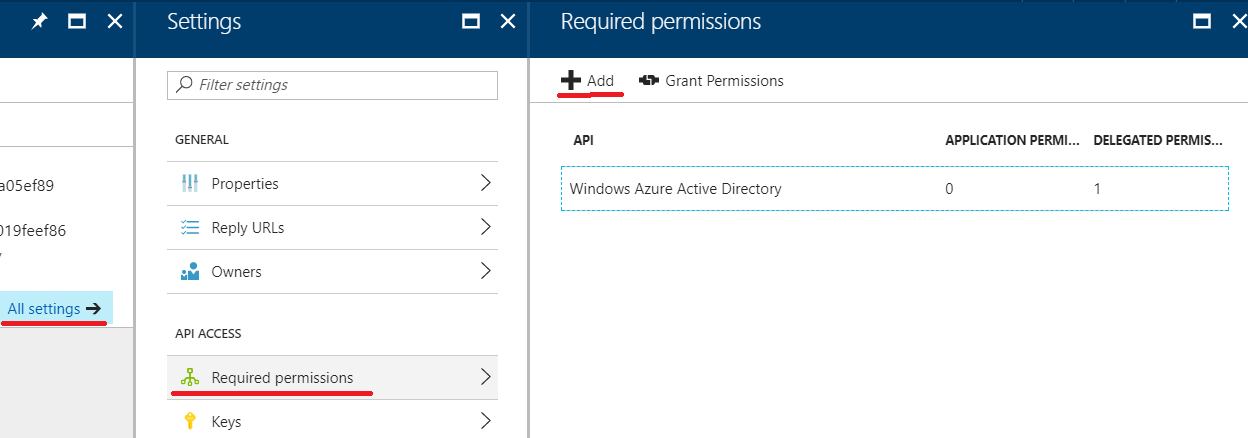 a05ef89
019feef86
All settings
Settings
Filter settings
GENERAL
Properties
Reply URLs
Owners
API ACCESS
Required permissions
Keys
Required permissions
Add Grant Permissions
API APPLICATION PERMI... DELEGATED PERMIS...
Windows Azure Active Directory 0 1